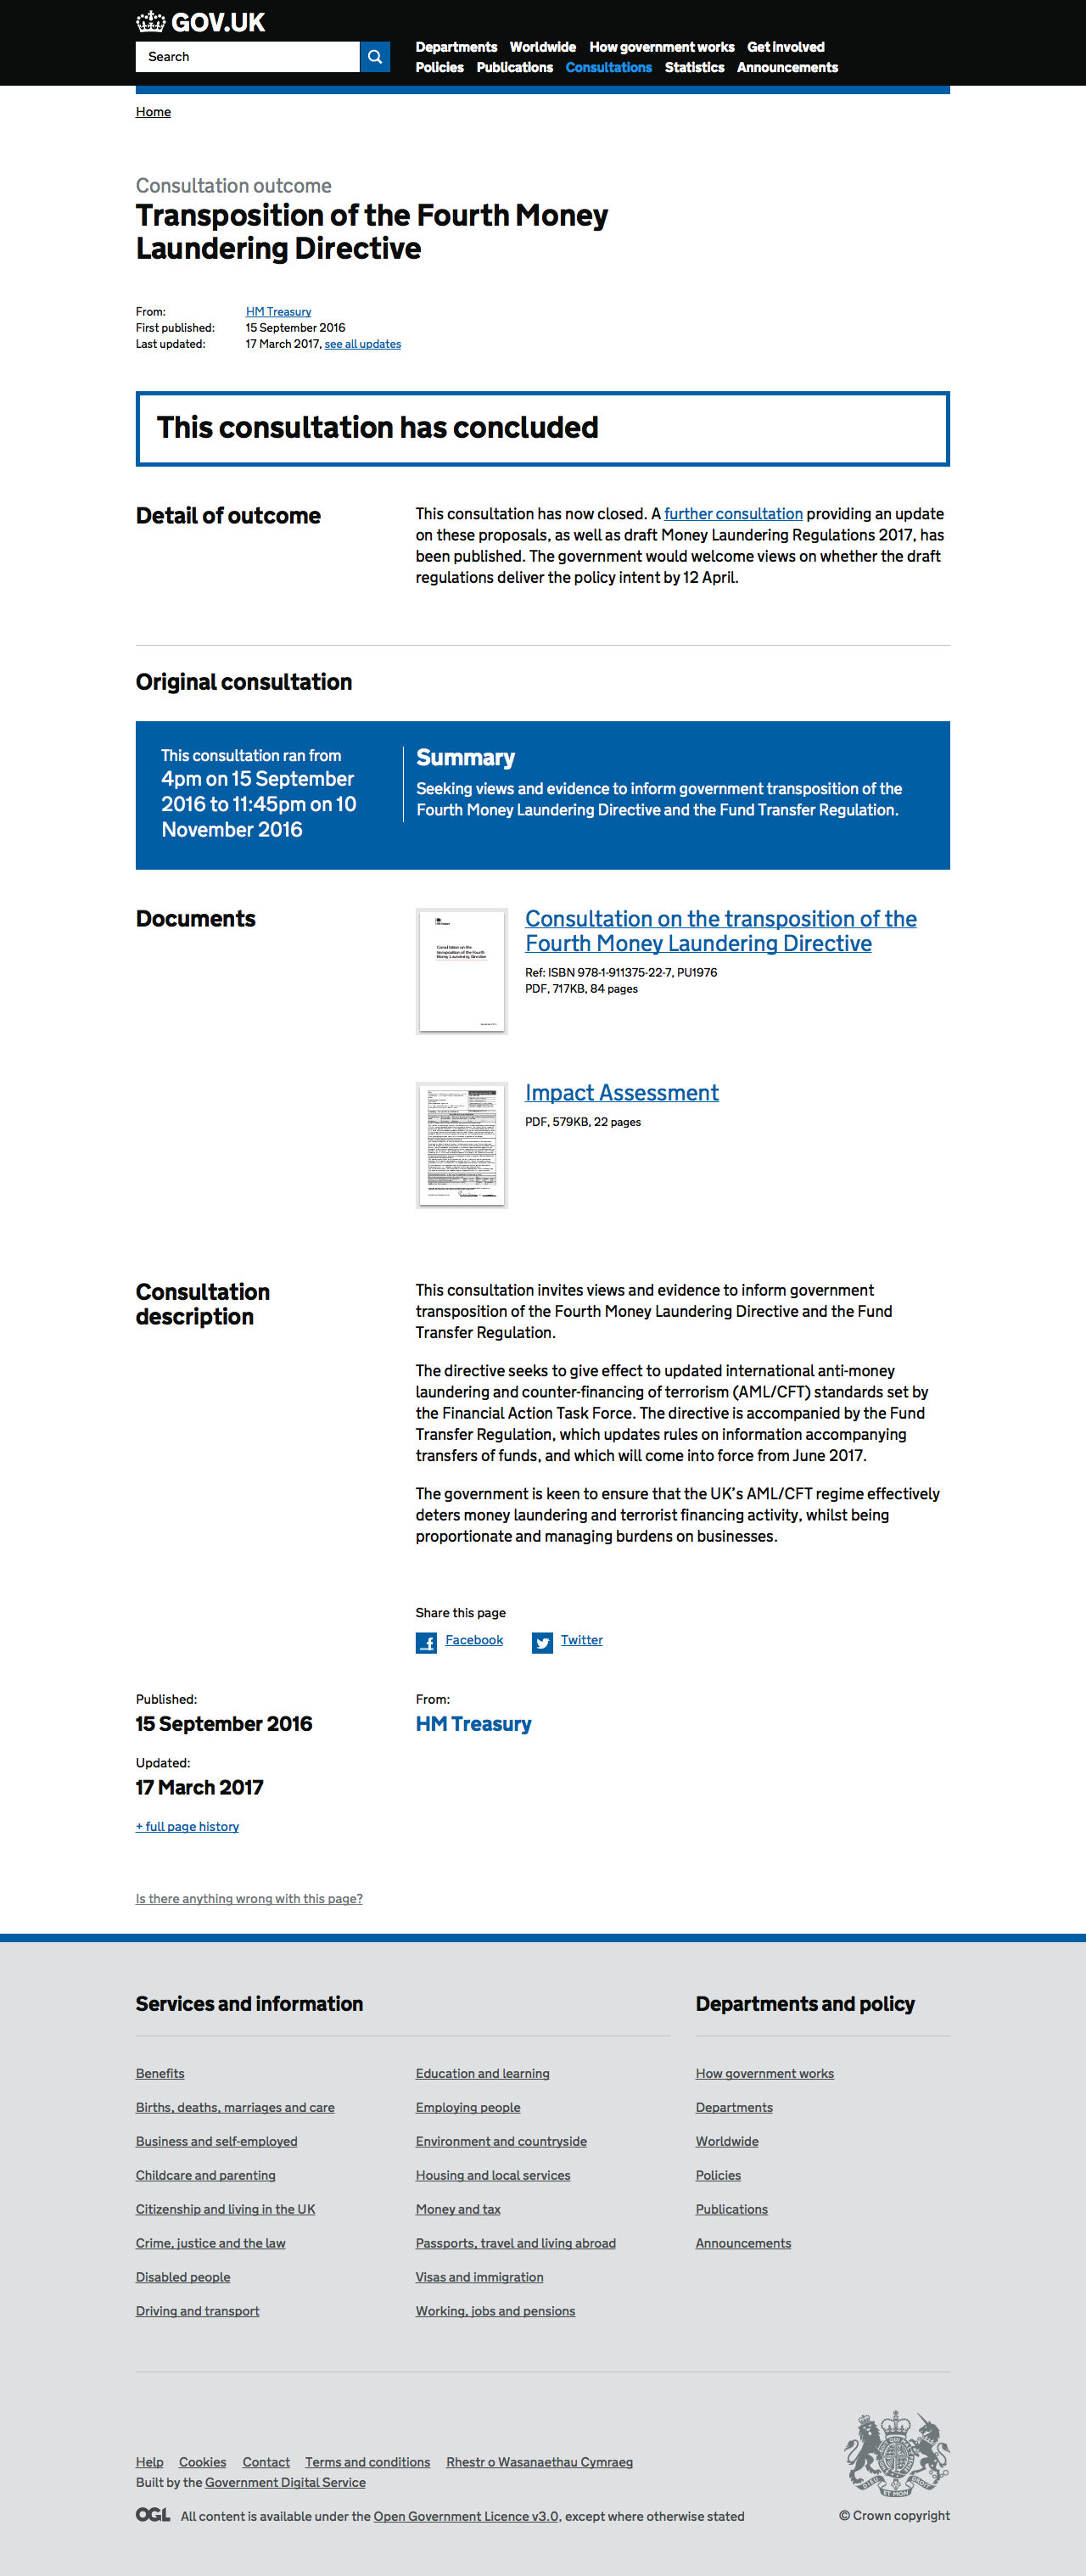 GOV.UK
Search
Departments Worldwide How government works Get involved
Policies Publications Consultations Statistics Announcements
Home
Consultation outcome
Transposition of the Fourth Money
Laundering Directive
From: HM Treasury
First published: 15 September 2016
Last updated: 17 March 2017, see all updates
This consultation has concluded
Detail of outcome
This consultation has now closed. A further consultation providing an update
on these proposals, as well as draft Money Laundering Regulations 2017, has
been published. The government would welcome views on whether the draft
regulations deliver the policy intent by 12 April.
Original consultation
This consultation ran from
4pm on 15 September
2016 to 11:45pm on 10
November 2016
Summary
Seeking views and evidence to inform government transposition of the
Fourth Money Laundering Directive and the Fund Transfer Regulation.
Documents
Consultation on the
transposition of the Fourth
Money Laundering Directive
Consultation on the transposition of the
Fourth Money Laundering Directive
Ref: ISBN 978-1-911375-22-7, PU1976
PDF, 717KB, 84 pages
Impact Assessment
PDF, 579KB, 22 pages
Consultation
description
This consultation invites views and evidence to inform government
transposition of the Fourth Money Laundering Directive and the Fund
Transfer Regulation.
The directive seeks to give effect to updated international anti-money
laundering and counter-financing of terrorism (AML/CFT) standards set by
the Financial Action Task Force. The directive is accompanied by the Fund
Transfer Regulation, which updates rules on information accompanying
transfers of funds, and which will come into force from June 2017.
The government is keen to ensure that the UK's AML/CFT regime effectively
deters money laundering and terrorist financing activity, whilst being
proportionate and managing burdens on businesses.
Share this page
Facebook Twitter
Published:
15 September 2016
From:
HM Treasury
Updated:
17 March 2017
+ full page history
Is there anything wrong with this page?
Services and information
Benefits
Births, deaths, marriages and care
Business and self-employed
Childcare and parenting
Citizenship and living in the UK
Crime, justice and the law
Disabled people
Driving and transport
Education and learning
Employing people
Environment and countryside
Housing and local services
Money and tax
Passports, travel and living abroad
Visas and immigration
Working, jobs and pensions
Departments and policy
How government works
Departments
Worldwide
Policies
Publications
Announcements
Help Cookies Contact Terms and conditions Rhestr o Wasanaethau Cymraeg
Built by the Government Digital Service
OGL All content is available under the Open Government Licence v3.0, except where otherwise stated
DIEU ET MON DROIT
© Crown copyright